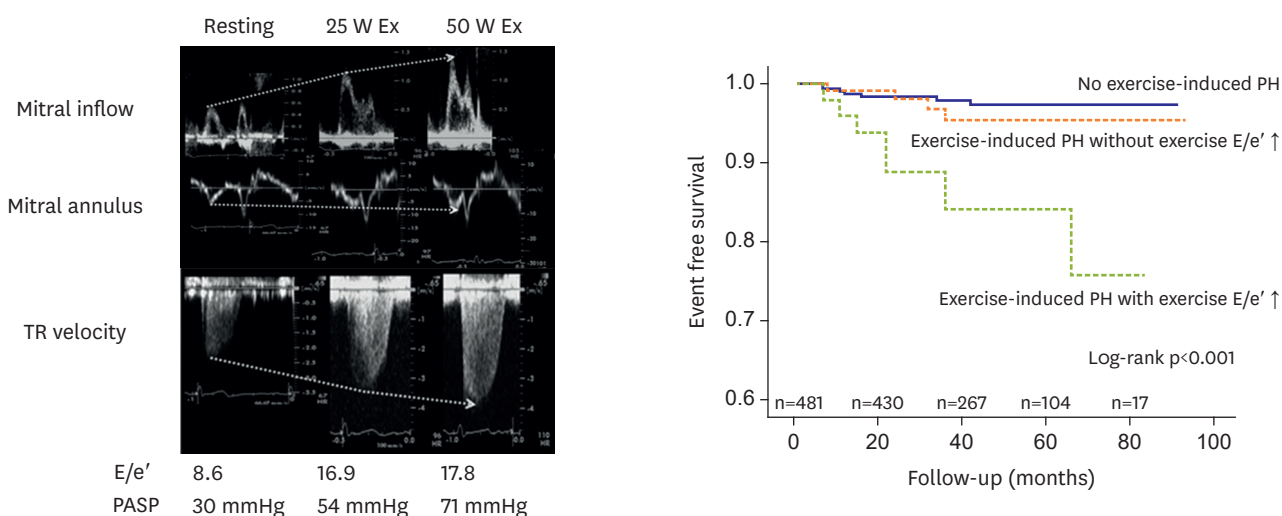 Resting 25 W Ex 50 W Ex
Mitral inflow
Mitral annulus
TR velocity
E/e′ 8.6 16.9 17.8
PASP 30 mmHg 54 mmHg 71 mmHg
Event free survival
1.0
0.9
0.8
0.7
0.6
No exercise-induced PH
Exercise-induced PH without exercise E/e′ ↑
Exercise-induced PH with exercise E/e′ ↑
Log-rank p<0.001
n=481 n=430 n=267 n=104 n=17
0 20 40 60 80 100
Follow-up (months)